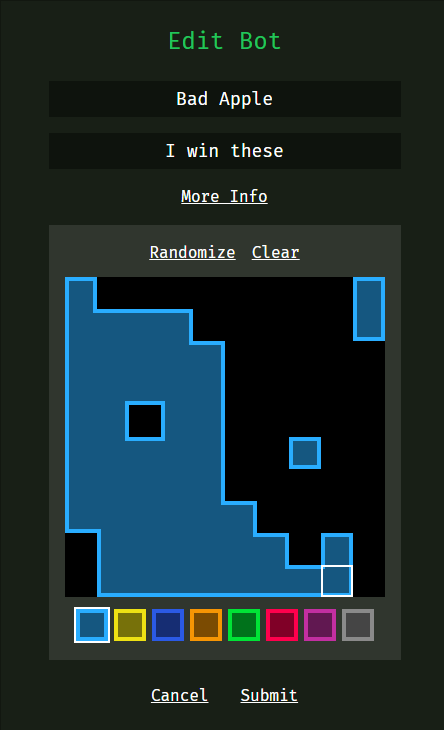 Edit Bot
Bad Apple
I win these
More Info
Randomize Clear
Cancel Submit